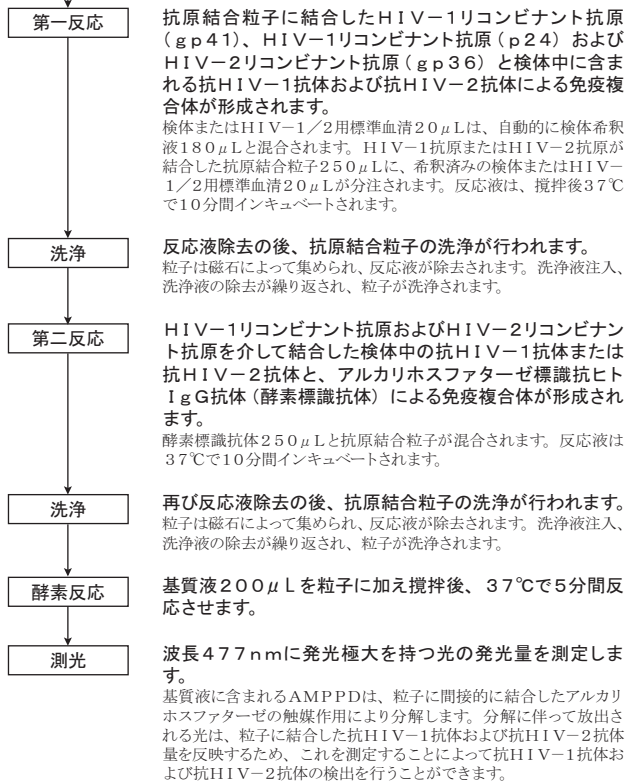 第一反応
抗原結合粒子に結合したHIV−1リコンビナント抗原
(gp41)、HIV−1リコンビナント抗原(p24)および
HIV−2リコンビナント抗原(gp36)と検体中に含ま
れる抗HIV−1抗体および抗HIV−2抗体による免疫複
合体が形成されます。
検体またはHIV−1/2用標準血清20μLは、自動的に検体希釈
液180μLと混合されます。HIV−1抗原またはHIV−2抗原が
結合した抗原結合粒子250μLに、希釈済みの検体またはHIV−
1/2用標準血清20μLが分注されます。反応液は、撹拌後37℃
で10分間インキュベートされます。
洗浄
反応液除去の後、抗原結合粒子の洗浄が行われます。
粒子は磁石によって集められ、反応液が除去されます。洗浄液注入、
洗浄液の除去が繰り返され、粒子が洗浄されます。
第二反応
HIV−1リコンビナント抗原およびHIV−2リコンビナン
ト抗原を介して結合した検体中の抗HIV−1抗体または
抗HIV−2抗体と、アルカリホスファターゼ標識抗ヒト
IgG抗体(酵素標識抗体)による免疫複合体が形成され
ます。
酵素標識抗体250μLと抗原結合粒子が混合されます。反応液は
37℃で10分間インキュベートされます。
洗浄
再び反応液除去の後、抗原結合粒子の洗浄が行われます。
粒子は磁石によって集められ、反応液が除去されます。洗浄液注入、
洗浄液の除去が繰り返され、粒子が洗浄されます。
酵素反応
基質液200μLを粒子に加え撹拌後、37℃で5分間反
応させます。
測光
波長477nmに発光極大を持つ光の発光量を測定しま
す。
基質液に含まれるAMPPDは、粒子に間接的に結合したアルカリ
ホスファターゼの触媒作用により分解します。分解に伴って放出さ
れる光は、粒子に結合した抗HIV−1抗体および抗HIV−2抗体
量を反映するため、これを測定することによって抗HIV−1抗体お
よび抗HIV−2抗体の検出を行うことができます。